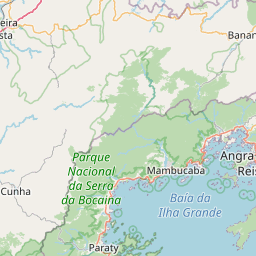 eira
sta
Banan
Parque
Nacional
da Serra
da Bocaina
Angra
Reis
Mambucaba
Cunha
Baía da
Ilha Grande
Paraty